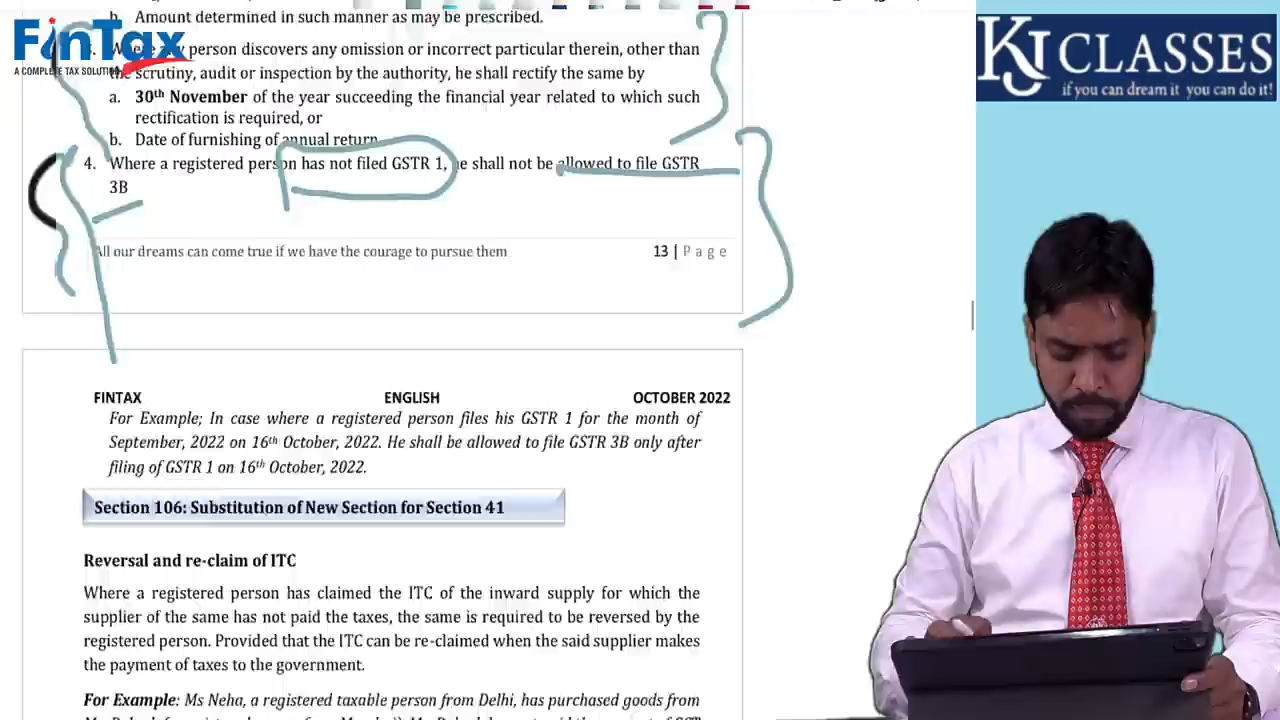 b. Amount determined in such manner as may be prescribed.
FinTax
A COMPLETE TAX SOLUTION
person discovers any omission or incorrect particular therein, other than
the scrutiny, audit or inspection by the authority, he shall rectify the same by
a. 30th November of the year succeeding the financial year related to which such
rectification is required, or
b. Date of furnishing of annual return
4. Where a registered person has not filed GSTR 1, he shall not be allowed to file GSTR
3B
All our dreams can come true if we have the courage to pursue them
13 | Page
FINTAX ENGLISH OCTOBER 2022
For Example; In case where a registered person files his GSTR 1 for the month of
September, 2022 on 16th October, 2022. He shall be allowed to file GSTR 3B only after
filing of GSTR 1 on 16th October, 2022.
Section 106: Substitution of New Section for Section 41
Reversal and re-claim of ITC
Where a registered person has claimed the ITC of the inward supply for which the
supplier of the same has not paid the taxes, the same is required to be reversed by the
registered person. Provided that the ITC can be re-claimed when the said supplier makes
the payment of taxes to the government.
For Example: Ms Neha, a registered taxable person from Delhi, has purchased goods from
KJ CLASSES
if you can dream it you can do it!